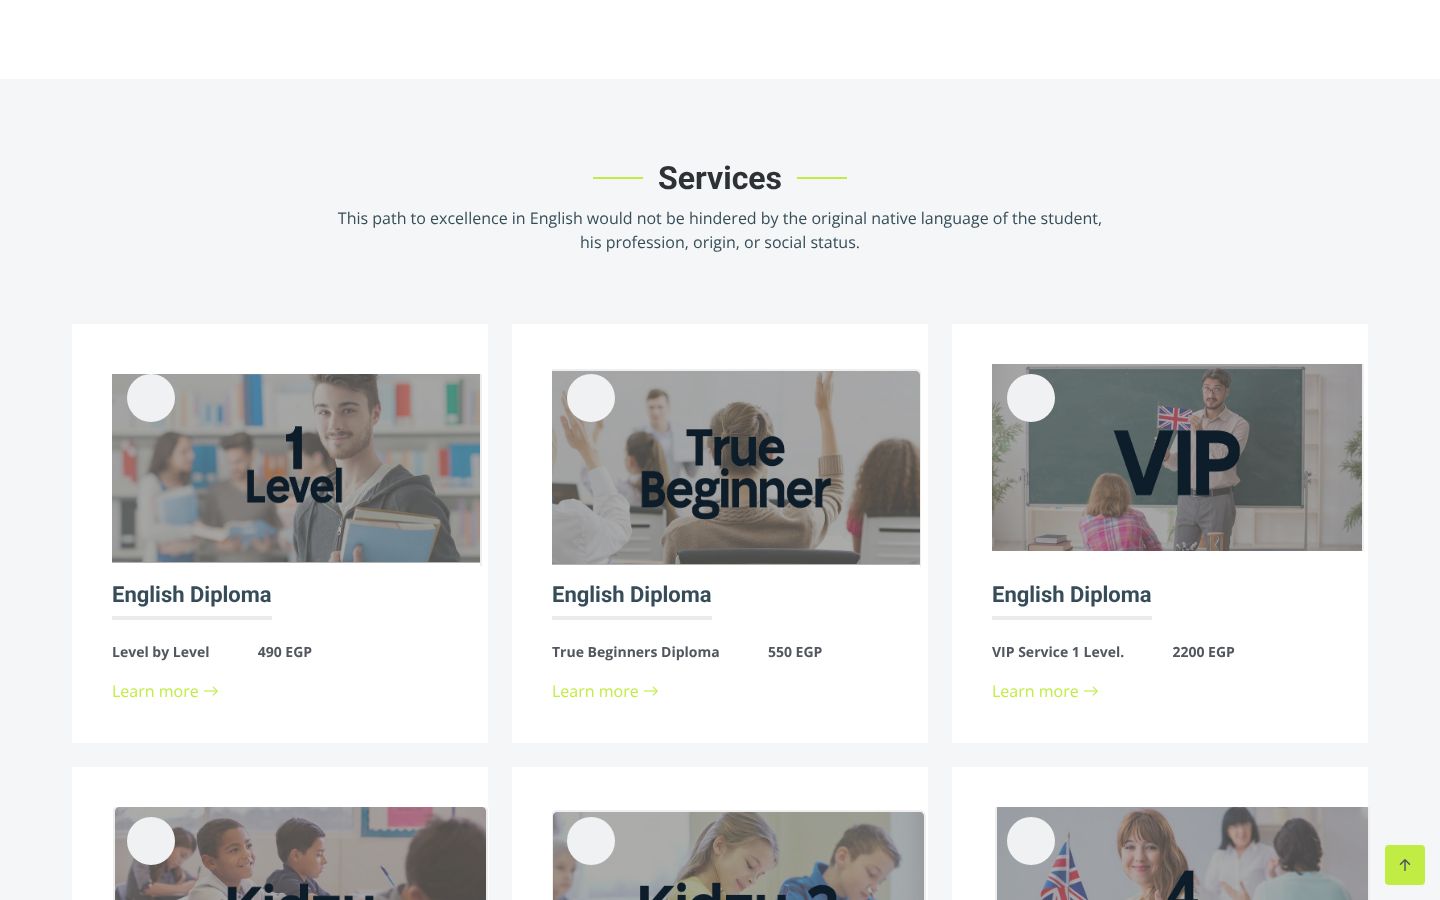 Services
This path to excellence in English would not be hindered by the original native language of the student,
his profession, origin, or social status.
1
Level
True
Beginner
VIP
English Diploma
English Diploma
English Diploma
Level by Level 490 EGP
True Beginners Diploma 550 EGP
VIP Service 1 Level. 2200 EGP
Learn more →
Learn more →
Learn more →
4